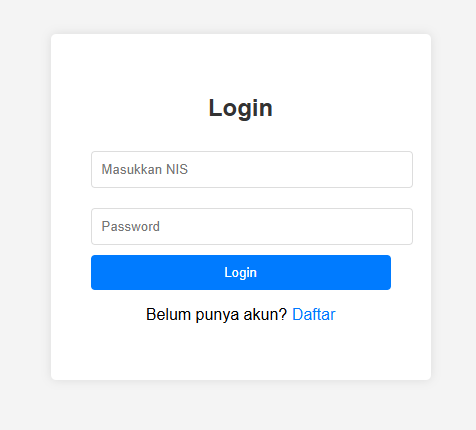 Login
Masukkan NIS
Password
Login
Belum punya akun? Daftar